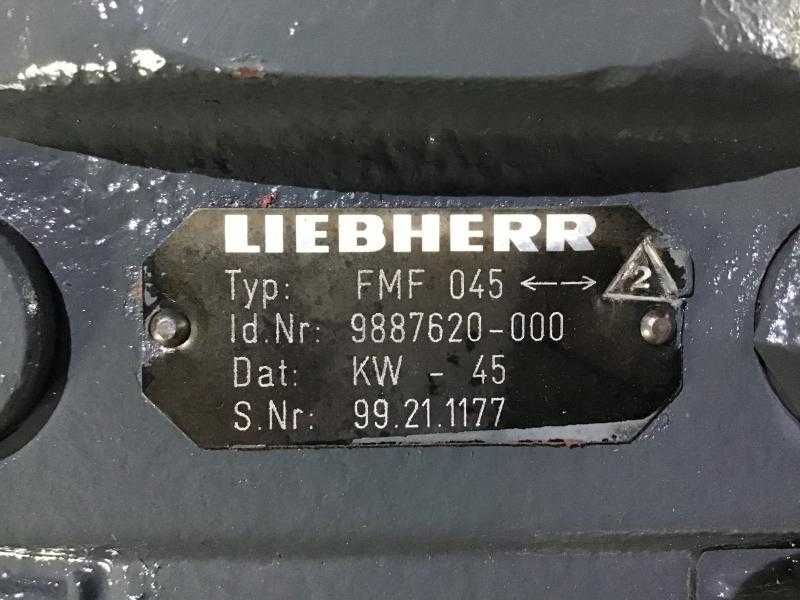 LIEBHERR
Typ: FMF 045 ←→ 2
Id.Nr: 9887620-000
Dat: KW - 45
S.Nr: 99.21.1177